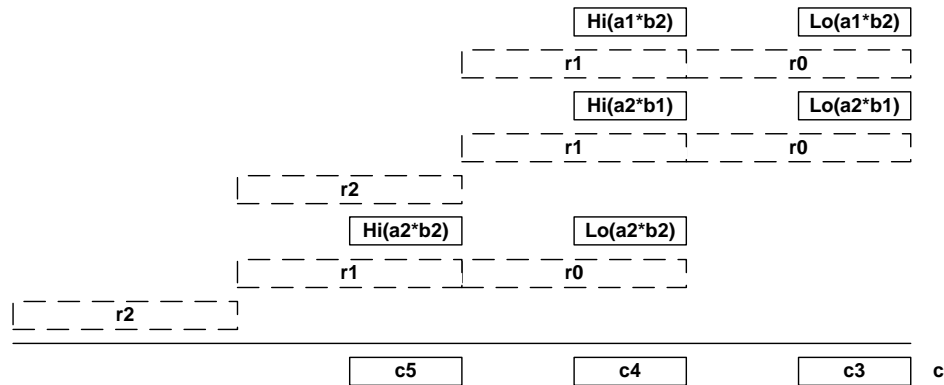 Hi(a1*b2) Lo(a1*b2)
r1 r0
Hi(a2*b1) Lo(a2*b1)
r1 r0
r2
Hi(a2*b2) Lo(a2*b2)
r1 r0
r2
c5 c4 c3 c